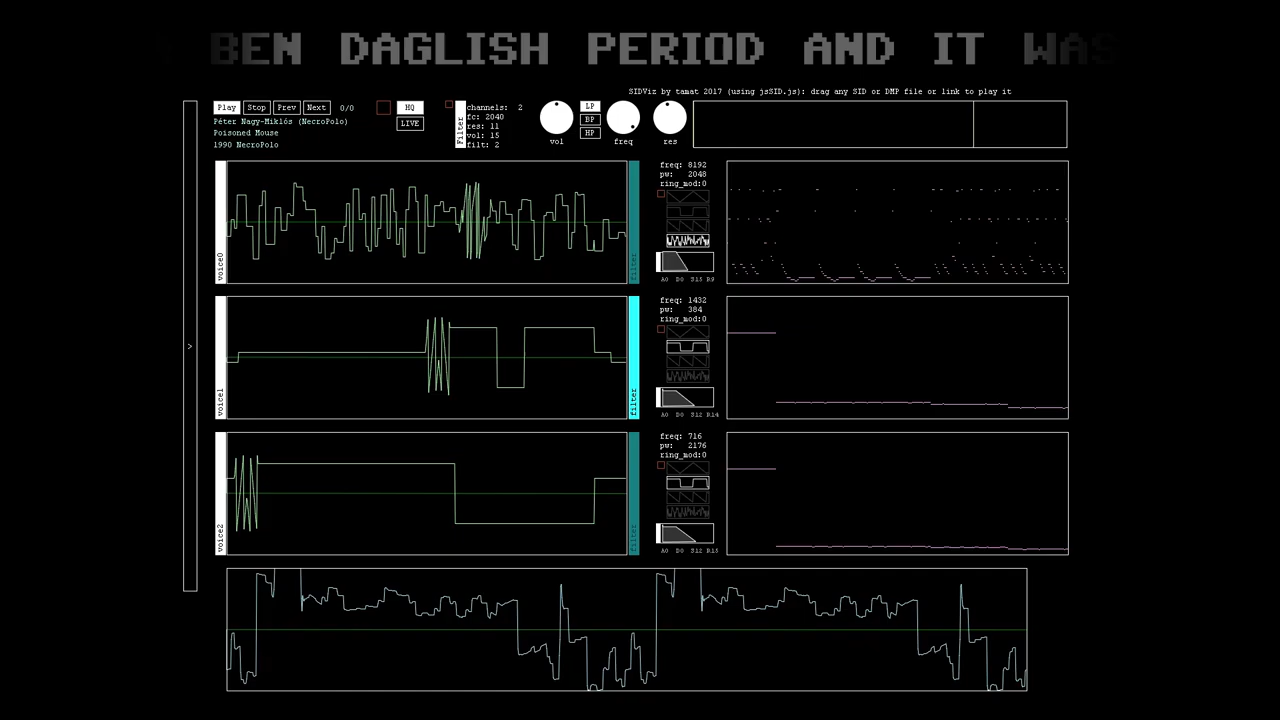 BEN DAGLISH PERIOD AND IT WAS
SIDViz by tamat 2017 (using jsSID.js): drag any SID or DMP file or link to play it
Play Stop Prev Next 0/0 HQ LIVE
Péter Nagy-Miklós (NecroPolo)
Poisoned Mouse
1990 NecroPolo
Filter
channels: 2
fc: 2040
res: 11
vol: 15
filt: 2
vol
LP
BP
HP
freq
res
>
voice0
filter
freq: 8192
pw: 2048
ring_mod:0
A0 D0 S15 R9
voice1
filter
freq: 1432
pw: 384
ring_mod:0
A0 D0 S12 R14
voice2
filter
freq: 716
pw: 2176
ring_mod:0
A0 D0 S12 R15